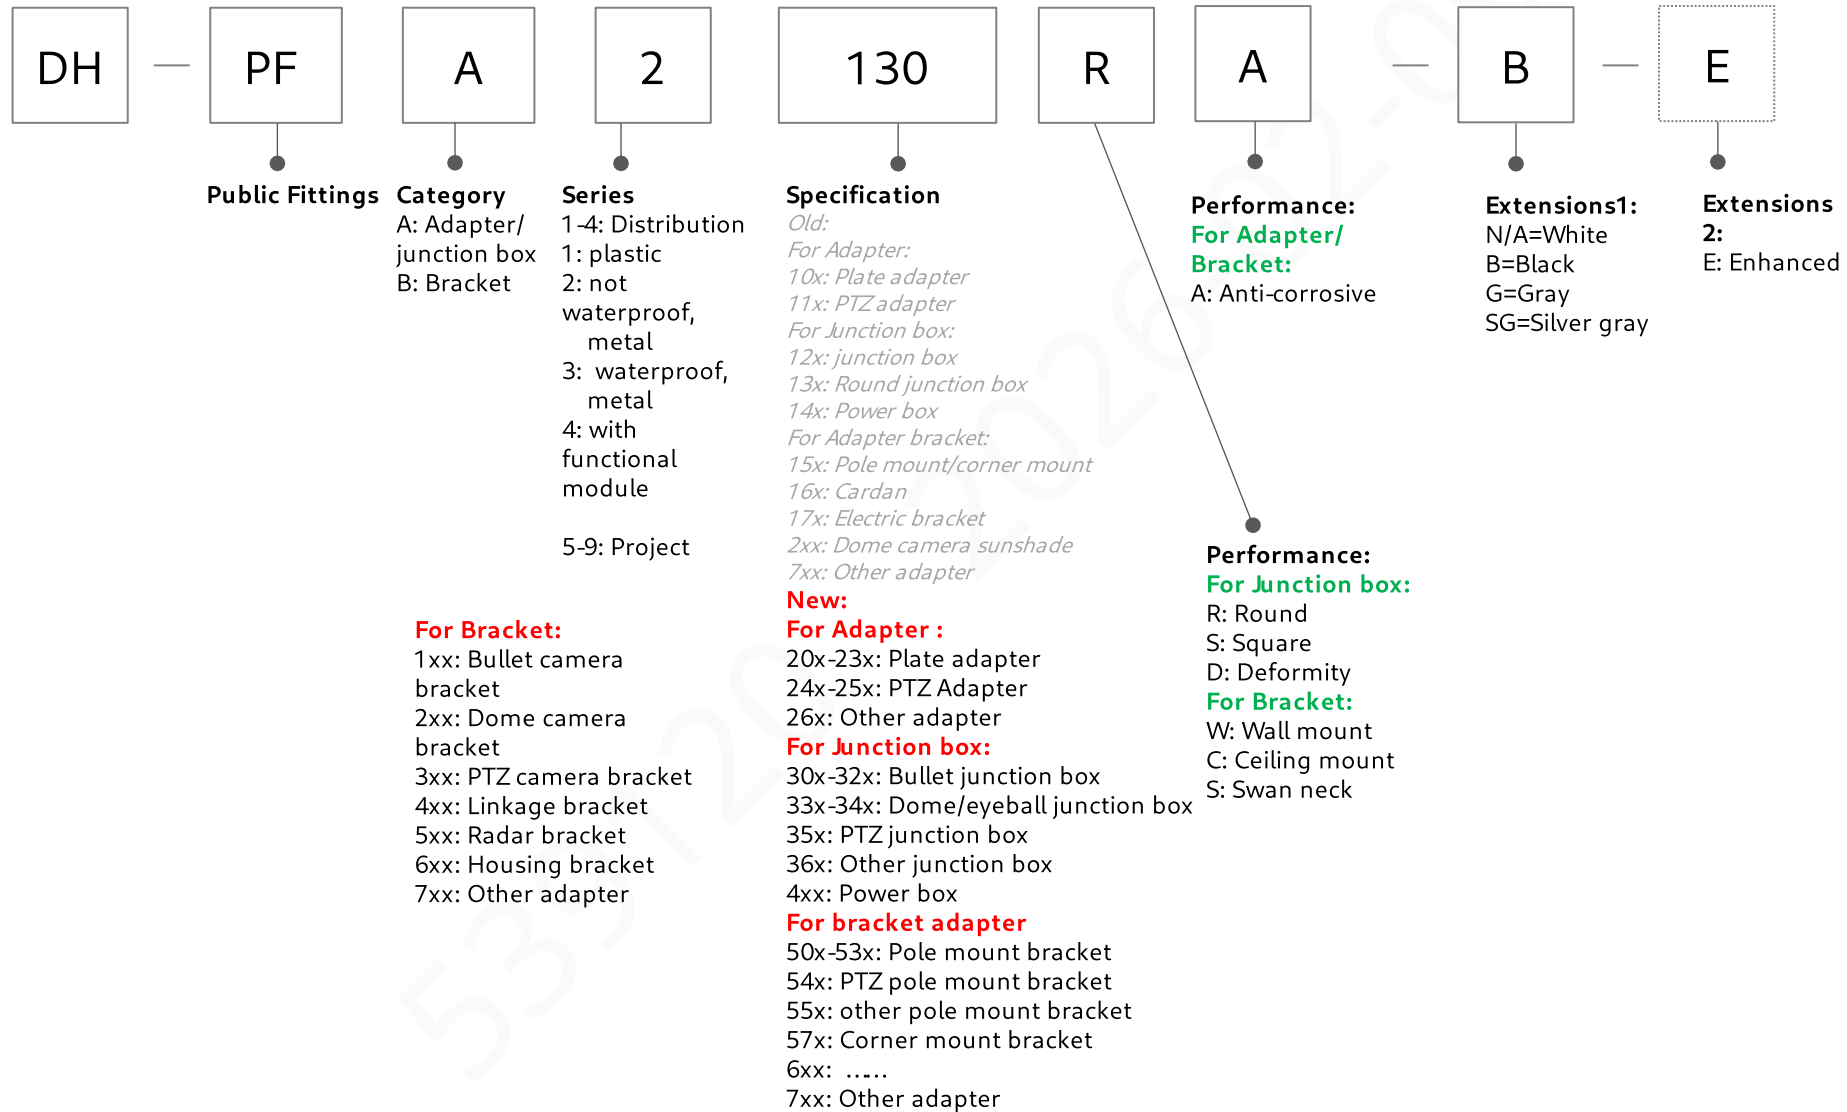 DH — PF A 2 130 R A — B — E
Public Fittings
Category
A: Adapter/
junction box
B: Bracket
Series
1-4: Distribution
1: plastic
2: not
waterproof,
metal
3: waterproof,
metal
4: with
functional
module
5-9: Project
For Bracket:
1xx: Bullet camera
bracket
2xx: Dome camera
bracket
3xx: PTZ camera bracket
4xx: Linkage bracket
5xx: Radar bracket
6xx: Housing bracket
7xx: Other adapter
Specification
Old:
For Adapter:
10x: Plate adapter
11x: PTZ adapter
For Junction box:
12x: junction box
13x: Round junction box
14x: Power box
For Adapter bracket:
15x: Pole mount/corner mount
16x: Cardan
17x: Electric bracket
2xx: Dome camera sunshade
7xx: Other adapter
New:
For Adapter :
20x-23x: Plate adapter
24x-25x: PTZ Adapter
26x: Other adapter
For Junction box:
30x-32x: Bullet junction box
33x-34x: Dome/eyeball junction box
35x: PTZ junction box
36x: Other junction box
4xx: Power box
For bracket adapter
50x-53x: Pole mount bracket
54x: PTZ pole mount bracket
55x: other pole mount bracket
57x: Corner mount bracket
6xx: ……
7xx: Other adapter
Performance:
For Junction box:
R: Round
S: Square
D: Deformity
For Bracket:
W: Wall mount
C: Ceiling mount
S: Swan neck
Performance:
For Adapter/
Bracket:
A: Anti-corrosive
Extensions1:
N/A=White
B=Black
G=Gray
SG=Silver gray
Extensions
2:
E: Enhanced